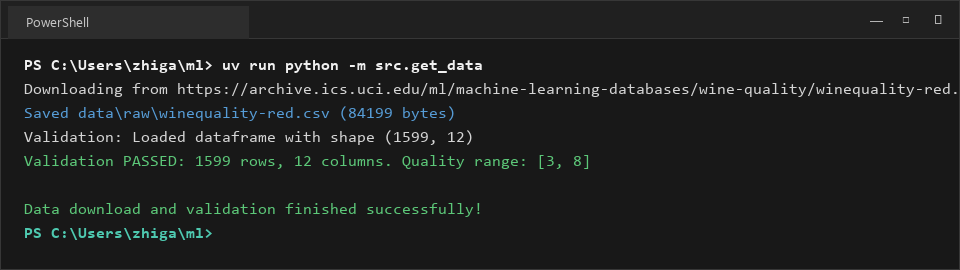 PowerShell
PS C:\Users\zhiga\ml> uv run python -m src.get_data
Downloading from https://archive.ics.uci.edu/ml/machine-learning-databases/wine-quality/winequality-red.
Saved data\raw\winequality-red.csv (84199 bytes)
Validation: Loaded dataframe with shape (1599, 12)
Validation PASSED: 1599 rows, 12 columns. Quality range: [3, 8]
Data download and validation finished successfully!
PS C:\Users\zhiga\ml>